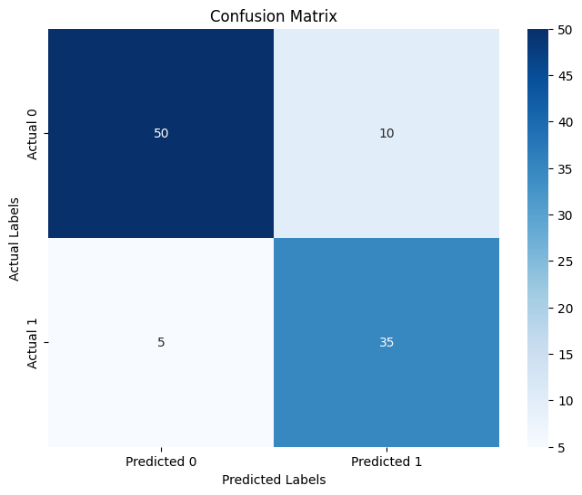 Confusion Matrix
Actual Labels
Actual 0
50
10
Actual 1
5
35
Predicted 0
Predicted 1
Predicted Labels
50
45
40
35
30
25
20
15
10
5